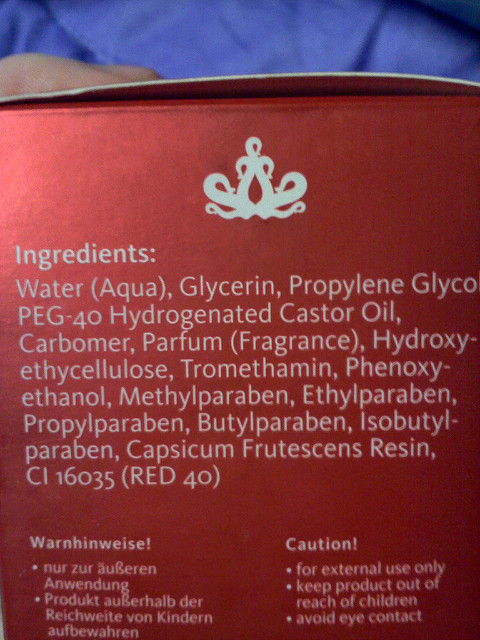 Ingredients:
Water (Aqua), Glycerin, Propylene Glycol
PEG-40 Hydrogenated Castor Oil,
Carbomer, Parfum (Fragrance), Hydroxy-
ethycellulose, Tromethamin, Phenoxy-
ethanol, Methylparaben, Ethylparaben,
Propylparaben, Butylparaben, Isobutyl-
paraben, Capsicum Frutescens Resin,
CI 16035 (RED 40)
Warnhinweise!
• nur zur äußeren
Anwendung
• Produkt außerhalb der
Reichweite von Kindern
aufbewahren
Caution!
• for external use only
• keep product out of
reach of children
• avoid eye contact